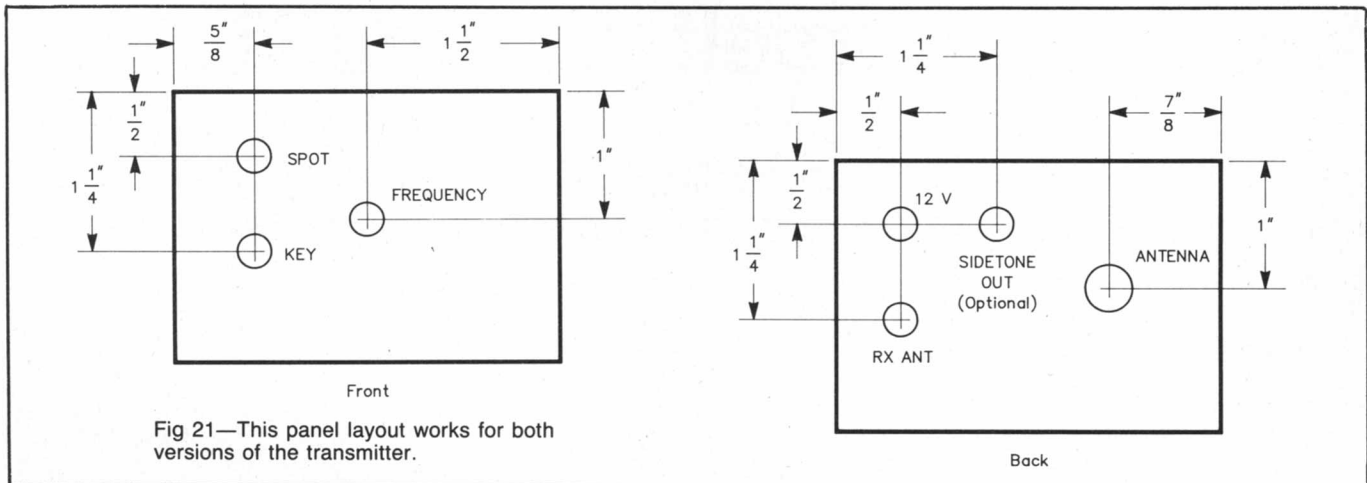 5/8"
1 1/2"
1/2"
1 1/4"
1"
SPOT
FREQUENCY
KEY
Front
Fig 21—This panel layout works for both
versions of the transmitter.
1 1/4"
1/2"
7/8"
1/2"
1 1/4"
1"
12 V
SIDETONE
OUT
(Optional)
ANTENNA
RX ANT
Back